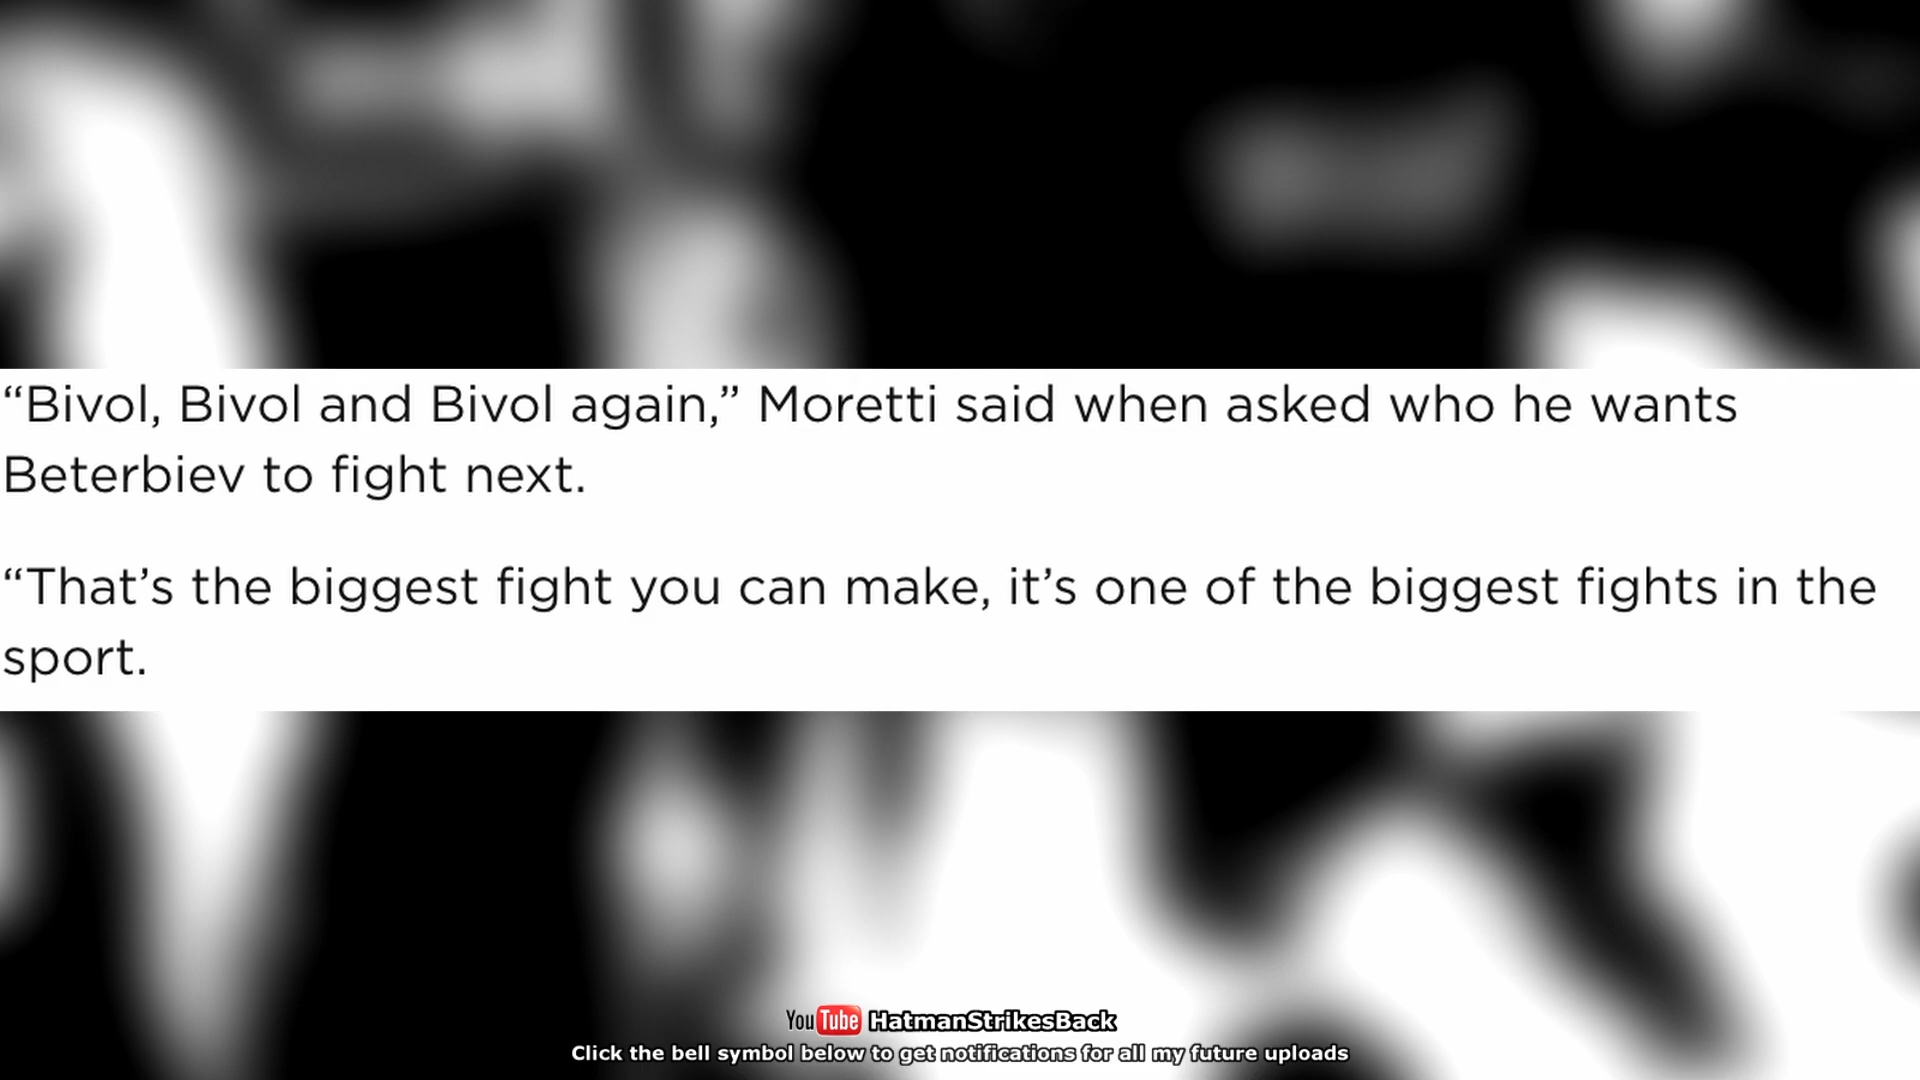 “Bivol, Bivol and Bivol again,” Moretti said when asked who he wants
Beterbiev to fight next.
“That’s the biggest fight you can make, it’s one of the biggest fights in the
sport.
YouTube HatmanStrikesBack
Click the bell symbol below to get notifications for all my future uploads